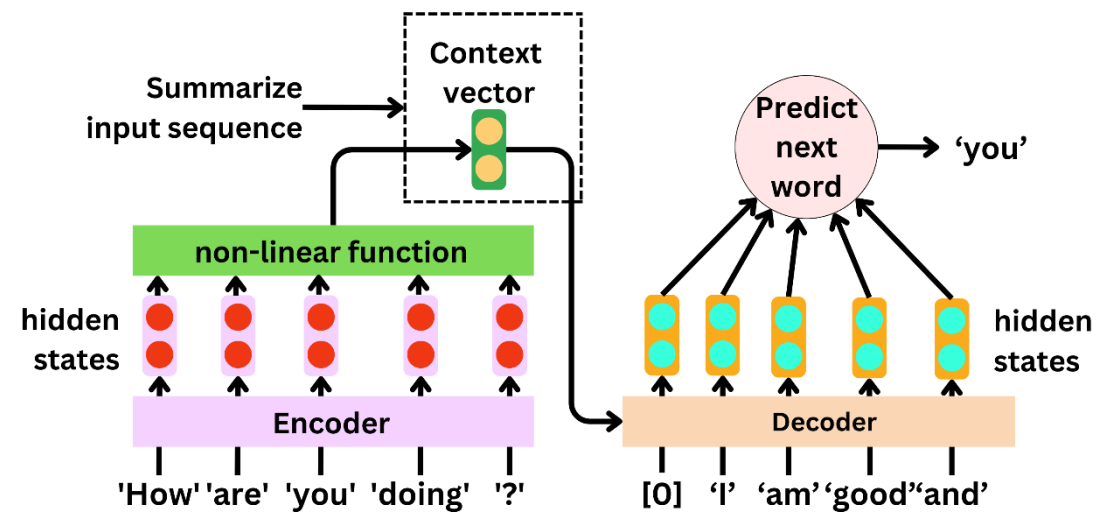 Summarize
input sequence
Context
vector
Predict
next
word
‘you’
non-linear function
hidden
states
hidden
states
Encoder
Decoder
'How' 'are' 'you' 'doing' '?'
[0] ‘I’ ‘am’ ‘good’ ‘and’